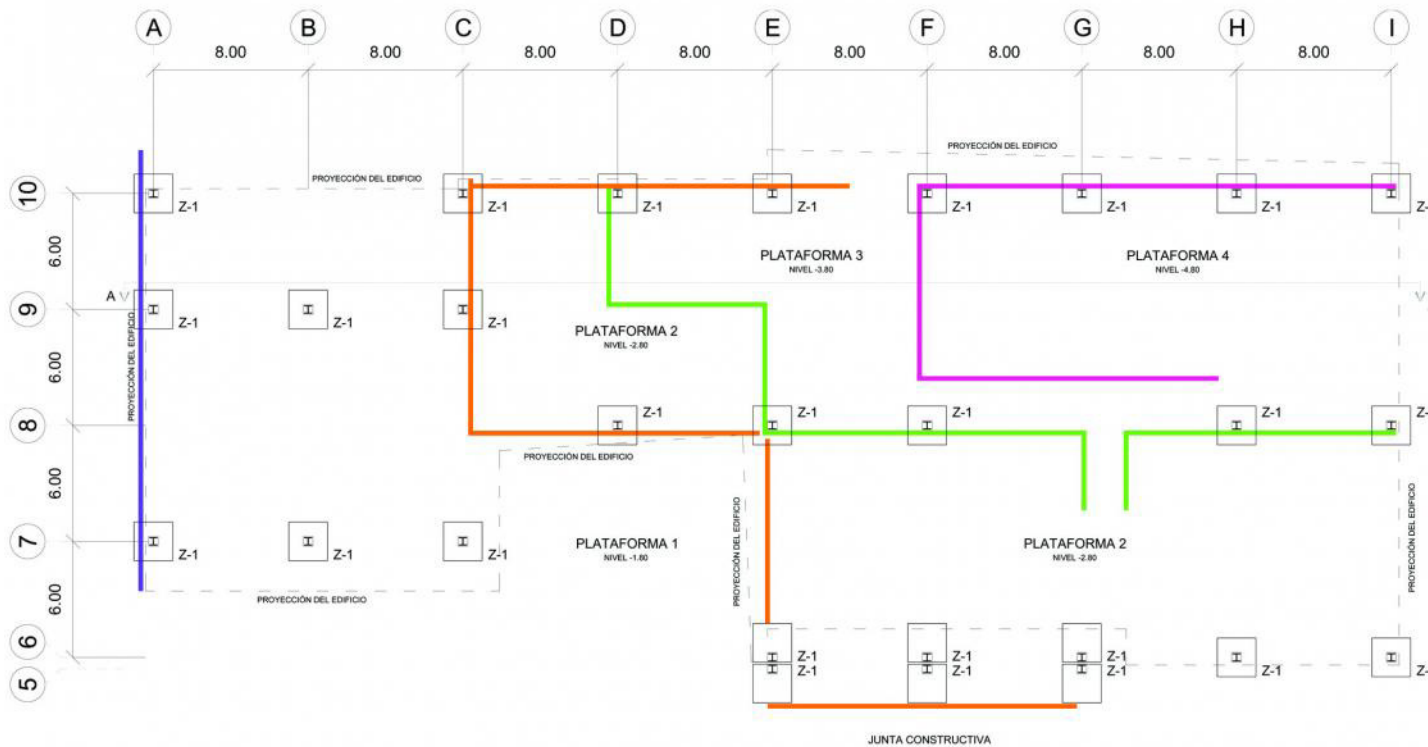 A B C D E F G H I
8.00 8.00 8.00 8.00 8.00 8.00 8.00 8.00
PROYECCIÓN DEL EDIFICIO
PROYECCIÓN DEL EDIFICIO
10
Z-1 Z-1 Z-1 Z-1 Z-1 Z-1 Z-1 Z-
6.00
PLATAFORMA 3
NIVEL -3.80
PLATAFORMA 4
NIVEL -4.80
A
9
Z-1 Z-1 Z-1
PROYECCIÓN DEL EDIFICIO
PLATAFORMA 2
NIVEL -2.80
6.00
8
Z-1 Z-1 Z-1 Z-1 Z-
PROYECCIÓN DEL EDIFICIO
6.00
7
Z-1 Z-1 Z-1
PLATAFORMA 1
NIVEL -1.80
PROYECCIÓN DEL EDIFICIO
PLATAFORMA 2
NIVEL -2.80
PROYECCIÓN DEL EDIFICIO
PROYECCIÓN DEL EDIFICIO
6.00
6
Z-1 Z-1 Z-1 Z-1 Z-
5
Z-1 Z-1 Z-1
JUNTA CONSTRUCTIVA